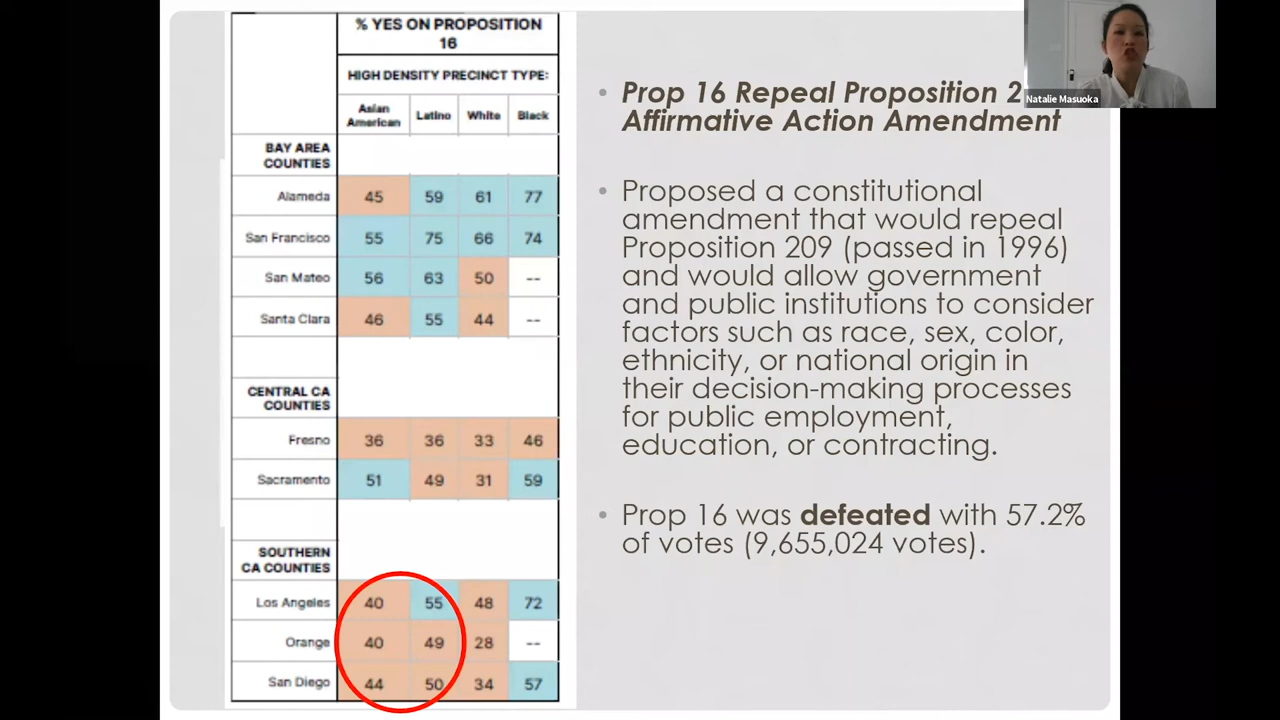 % YES ON PROPOSITION
16
HIGH DENSITY PRECINCT TYPE:
Asian American Latino White Black
BAY AREA COUNTIES
Alameda 45 59 61 77
San Francisco 55 75 66 74
San Mateo 56 63 50 --
Santa Clara 46 55 44 --
CENTRAL CA COUNTIES
Fresno 36 36 33 46
Sacramento 51 49 31 59
SOUTHERN CA COUNTIES
Los Angeles 40 55 48 72
Orange 40 49 28 --
San Diego 44 50 34 57
• Prop 16 Repeal Proposition 2
Affirmative Action Amendment
• Proposed a constitutional
amendment that would repeal
Proposition 209 (passed in 1996)
and would allow government
and public institutions to consider
factors such as race, sex, color,
ethnicity, or national origin in
their decision-making processes
for public employment,
education, or contracting.
• Prop 16 was defeated with 57.2%
of votes (9,655,024 votes).
Natalie Masuoka